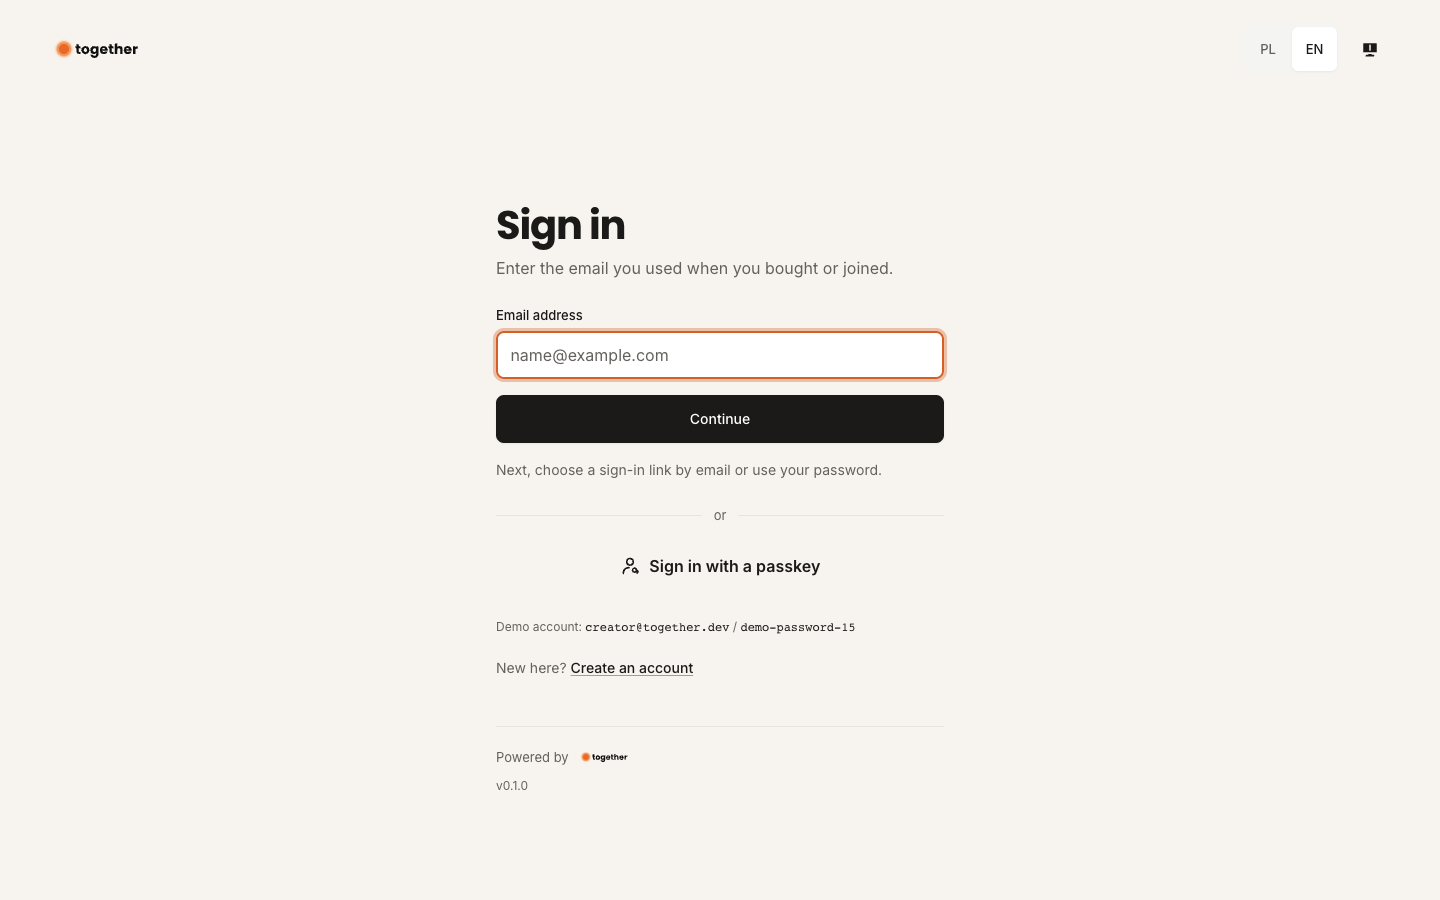 together
PL
EN
Sign in
Enter the email you used when you bought or joined.
Email address
name@example.com
Continue
Next, choose a sign-in link by email or use your password.
or
Sign in with a passkey
Demo account: creator@together.dev / demo-password-15
New here? Create an account
Powered by together
v0.1.0